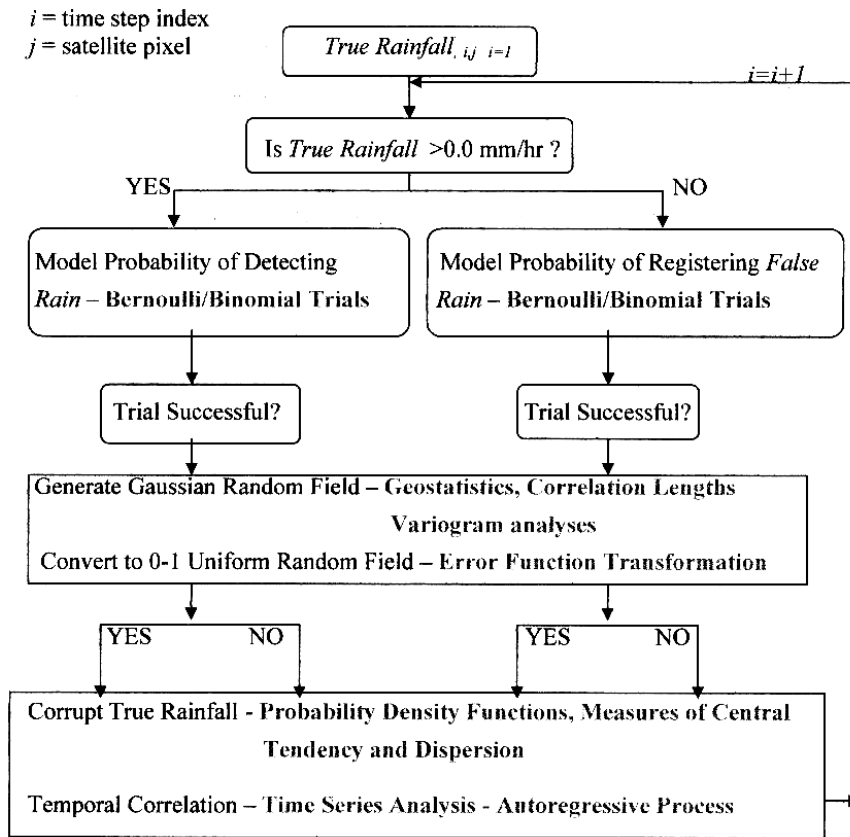 i = time step index
j = satellite pixel
True Rainfall, i,j i=1
i=i+1
Is True Rainfall >0.0 mm/hr ?
YES
NO
Model Probability of Detecting
Rain – Bernoulli/Binomial Trials
Model Probability of Registering False
Rain – Bernoulli/Binomial Trials
Trial Successful?
Trial Successful?
Generate Gaussian Random Field – Geostatistics, Correlation Lengths
Variogram analyses
Convert to 0-1 Uniform Random Field – Error Function Transformation
YES NO
YES NO
Corrupt True Rainfall - Probability Density Functions, Measures of Central
Tendency and Dispersion
Temporal Correlation – Time Series Analysis - Autoregressive Process